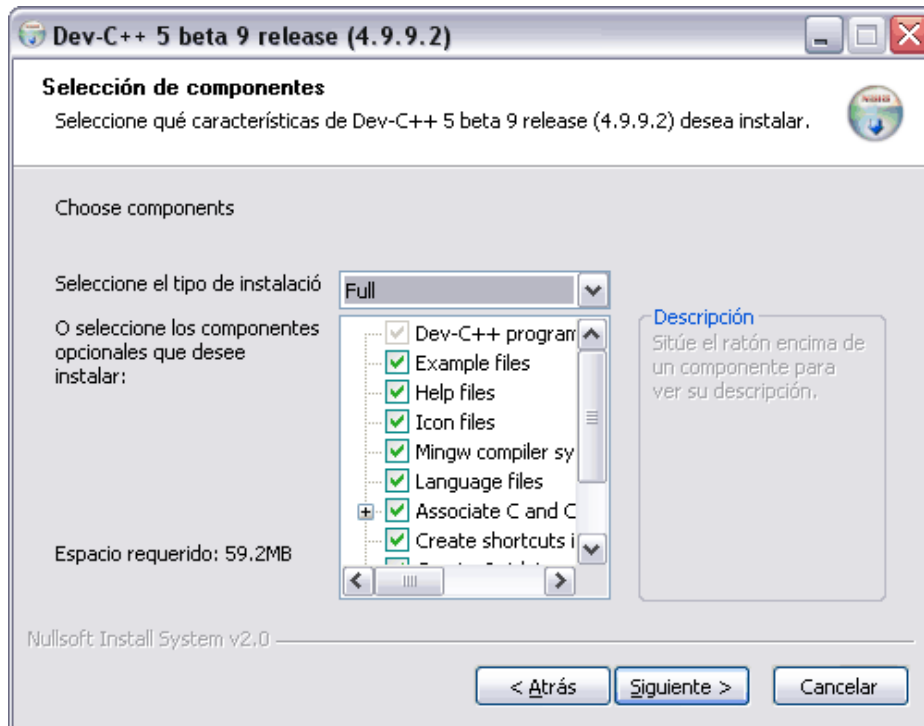 Dev-C++ 5 beta 9 release (4.9.9.2)
Selección de componentes
Seleccione qué características de Dev-C++ 5 beta 9 release (4.9.9.2) desea instalar.
Choose components
Seleccione el tipo de instalació
Full
O seleccione los componentes
opcionales que desee
instalar:
Dev-C++ program
Example files
Help files
Icon files
Mingw compiler sy
Language files
Associate C and C
Create shortcuts i
Descripción
Sitúe el ratón encima de
un componente para
ver su descripción.
Espacio requerido: 59.2MB
Nullsoft Install System v2.0
< Atrás
Siguiente >
Cancelar